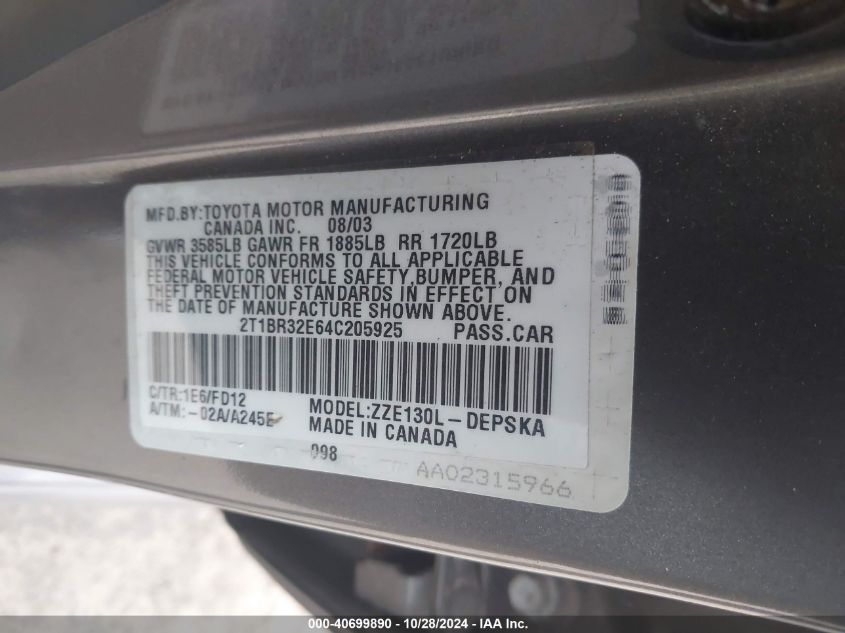 MFD.BY:TOYOTA MOTOR MANUFACTURING
CANADA INC. 08/03
GVWR 3585LB GAWR FR 1885LB RR 1720LB
THIS VEHICLE CONFORMS TO ALL APPLICABLE
FEDERAL MOTOR VEHICLE SAFETY,BUMPER, AND
THEFT PREVENTION STANDARDS IN EFFECT ON
THE DATE OF MANUFACTURE SHOWN ABOVE.
2T1BR32E64C205925 PASS.CAR
C/TR:1E6/FD12
A/TM:-02A/A245E
MODEL:ZZE130L-DEPSKA
MADE IN CANADA
098
AA02315966
000-40699890 - 10/28/2024 - IAA Inc.